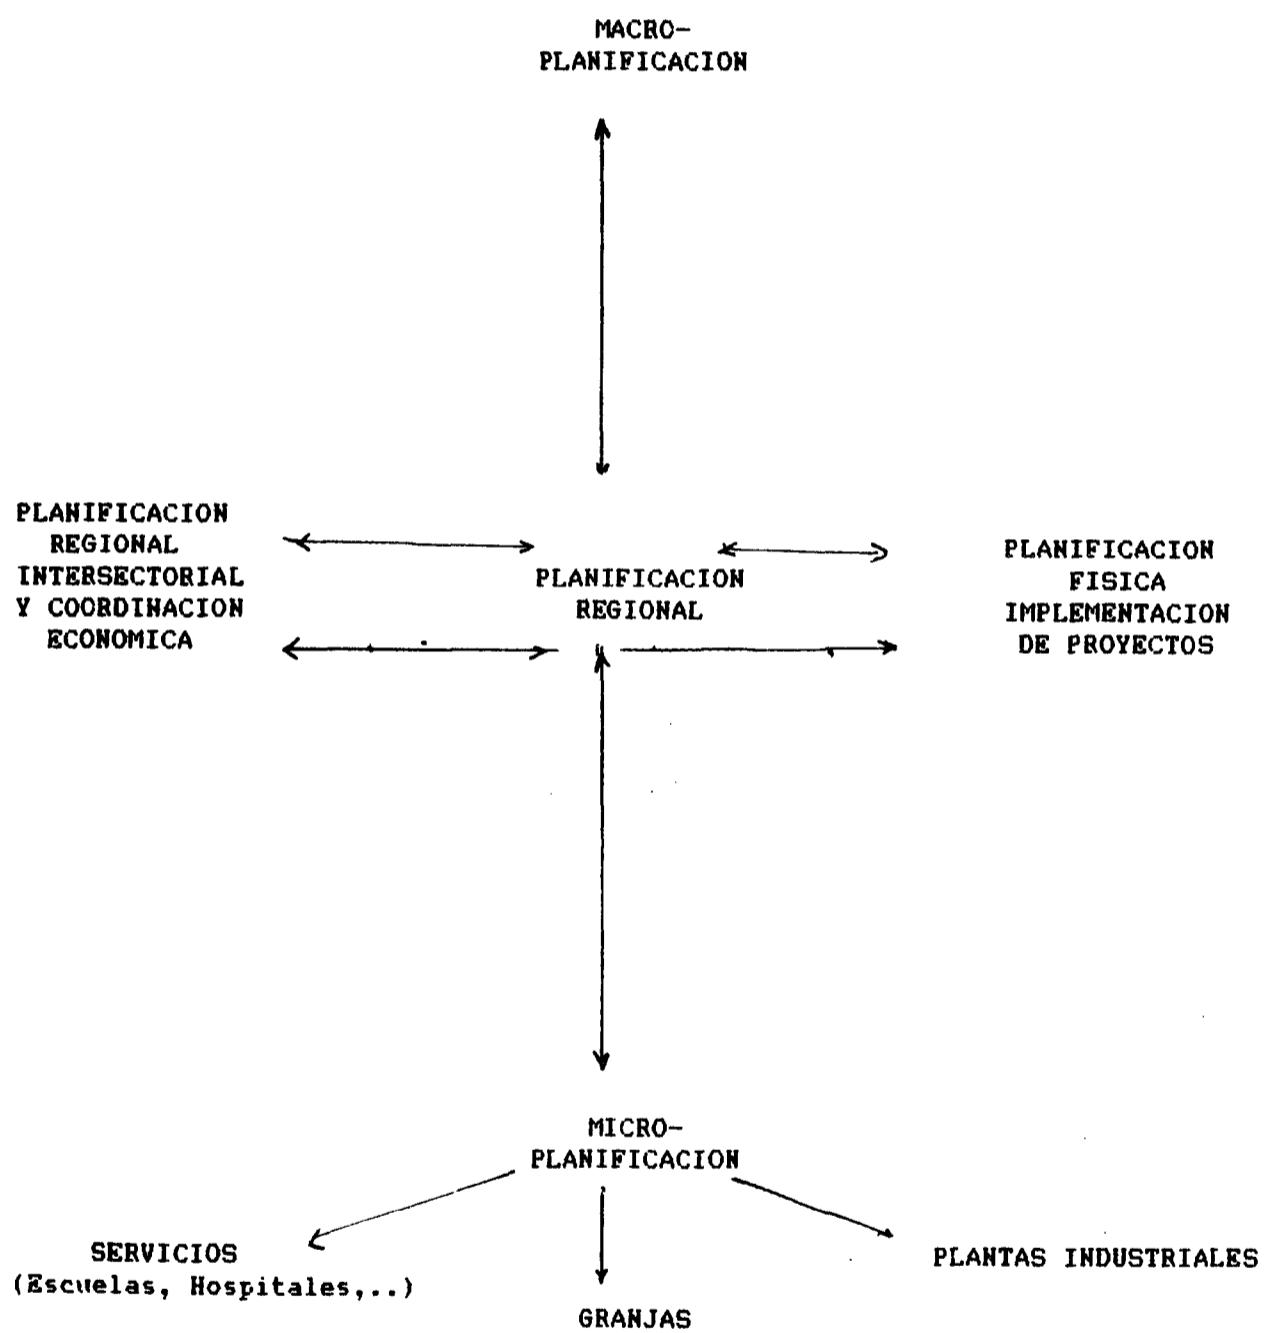 MACRO-
PLANIFICACION
PLANIFICACION
REGIONAL
INTERSECTORIAL
Y COORDINACION
ECONOMICA
PLANIFICACION
REGIONAL
PLANIFICACION
FISICA
IMPLEMENTACION
DE PROYECTOS
MICRO-
PLANIFICACION
SERVICIOS
(Escuelas, Hospitales,..)
GRANJAS
PLANTAS INDUSTRIALES